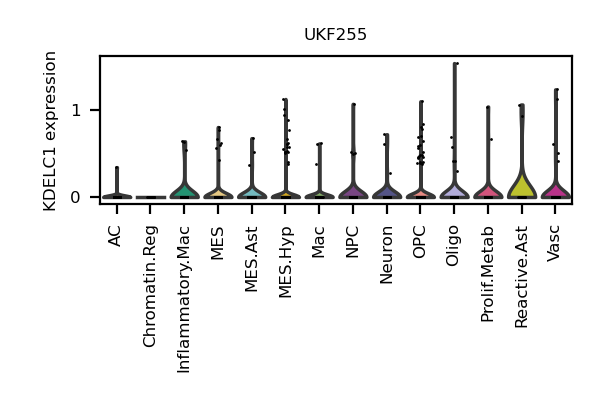 UKF255
KDELC1 expression
1
0
AC
Chromatin.Reg
Inflammatory.Mac
MES
MES.Ast
MES.Hyp
Mac
NPC
Neuron
OPC
Oligo
Prolif.Metab
Reactive.Ast
Vasc